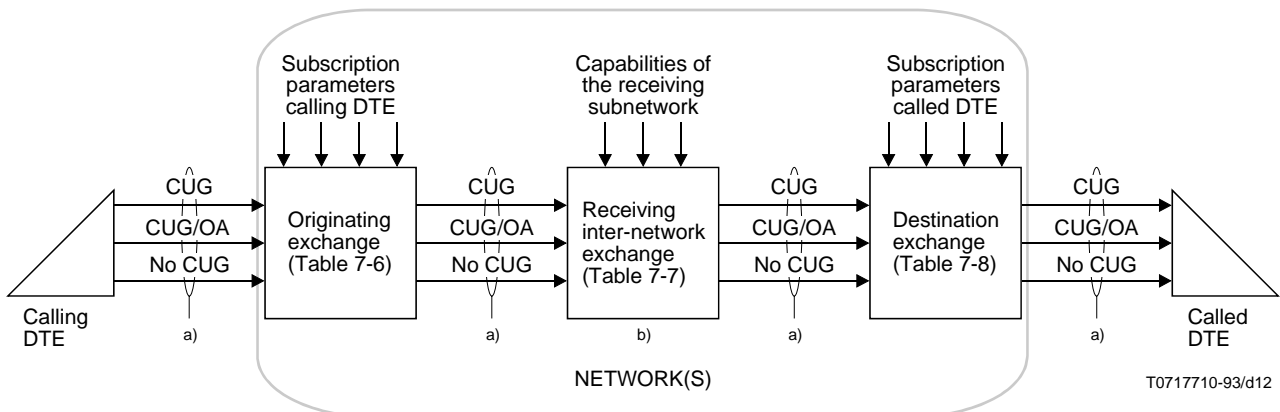 Subscription
parameters
calling DTE
Capabilities of
the receiving
subnetwork
Subscription
parameters
called DTE
CUG
CUG/OA
No CUG
a)
Originating
exchange
(Table 7-6)
CUG
CUG/OA
No CUG
a)
Receiving
inter-network
exchange
(Table 7-7)
b)
CUG
CUG/OA
No CUG
a)
Destination
exchange
(Table 7-8)
CUG
CUG/OA
No CUG
a)
Calling
DTE
Called
DTE
NETWORK(S)
T0717710-93/d12